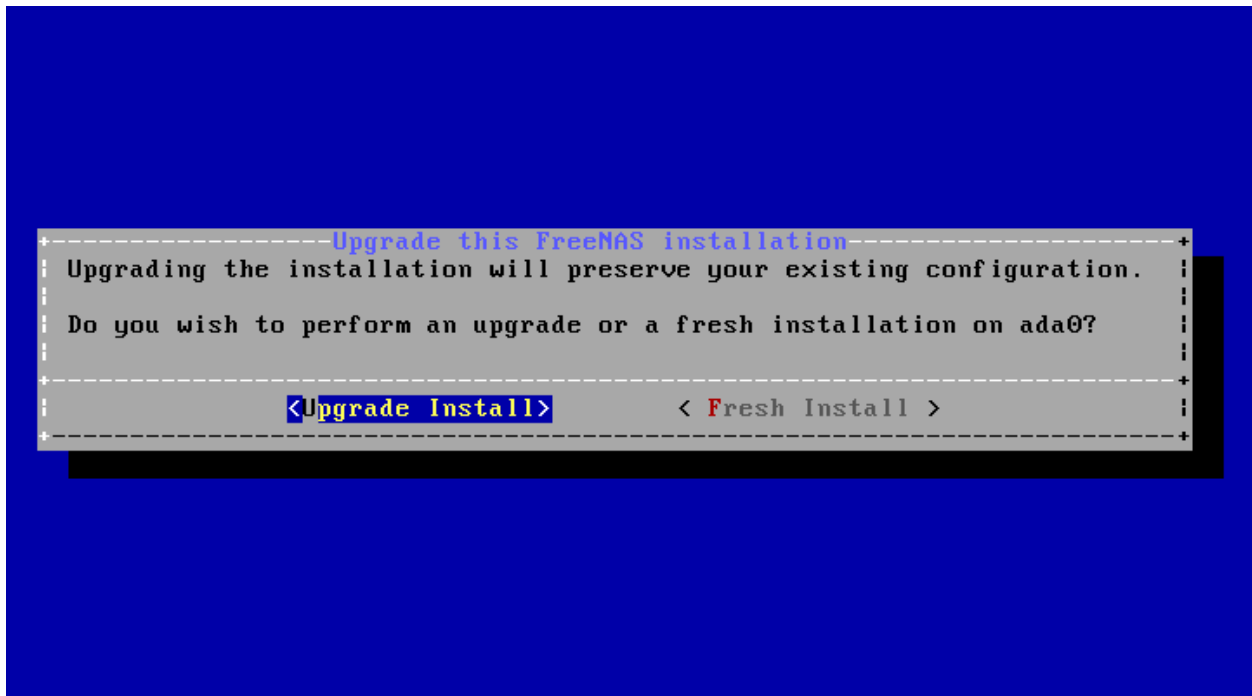 Upgrade this FreeNAS installation
Upgrading the installation will preserve your existing configuration.
Do you wish to perform an upgrade or a fresh installation on ada0?
<Upgrade Install> < Fresh Install >